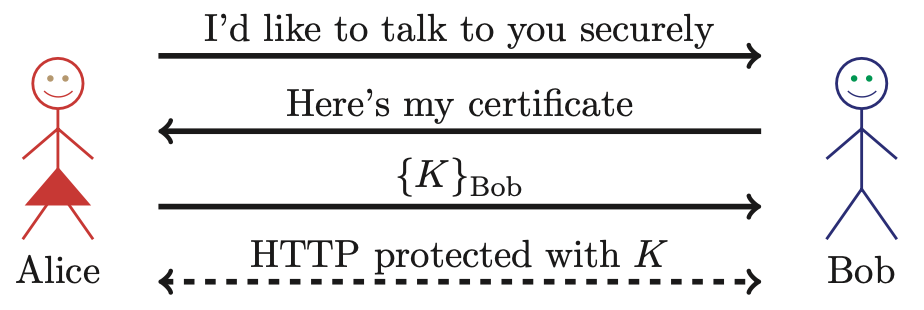 I'd like to talk to you securely
Here's my certificate
{K}Bob
HTTP protected with K
Alice
Bob